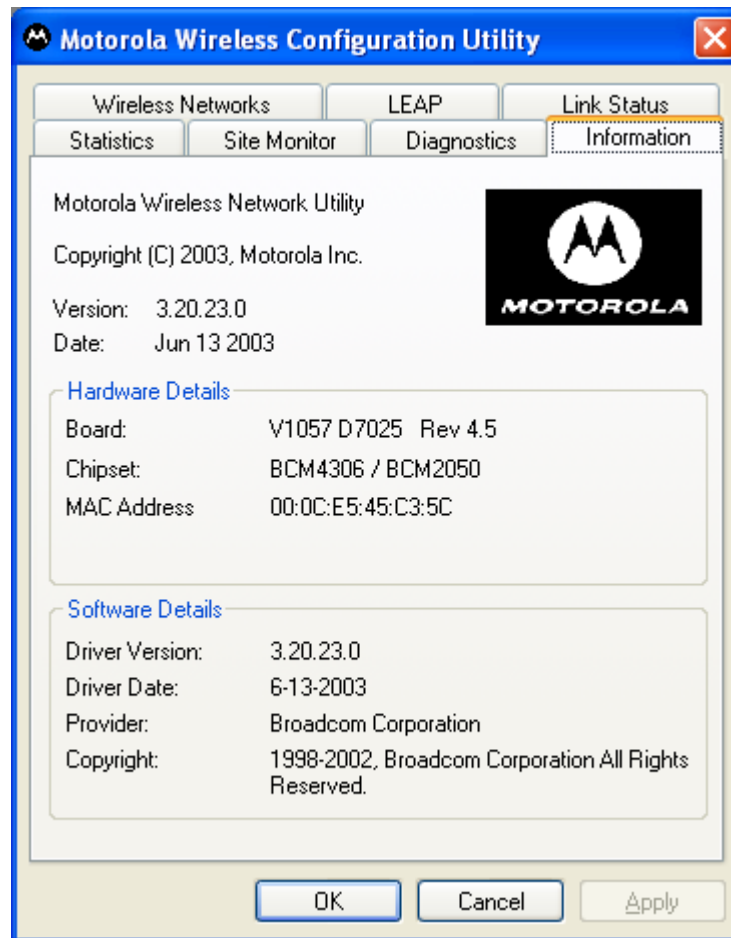 Motorola Wireless Configuration Utility
Wireless Networks LEAP Link Status
Statistics Site Monitor Diagnostics Information
Motorola Wireless Network Utility
Copyright (C) 2003, Motorola Inc.
MOTOROLA
Version: 3.20.23.0
Date: Jun 13 2003
Hardware Details
Board: V1057 D7025 Rev 4.5
Chipset: BCM4306 / BCM2050
MAC Address 00:0C:E5:45:C3:5C
Software Details
Driver Version: 3.20.23.0
Driver Date: 6-13-2003
Provider: Broadcom Corporation
Copyright: 1998-2002, Broadcom Corporation All Rights
Reserved.
OK Cancel Apply